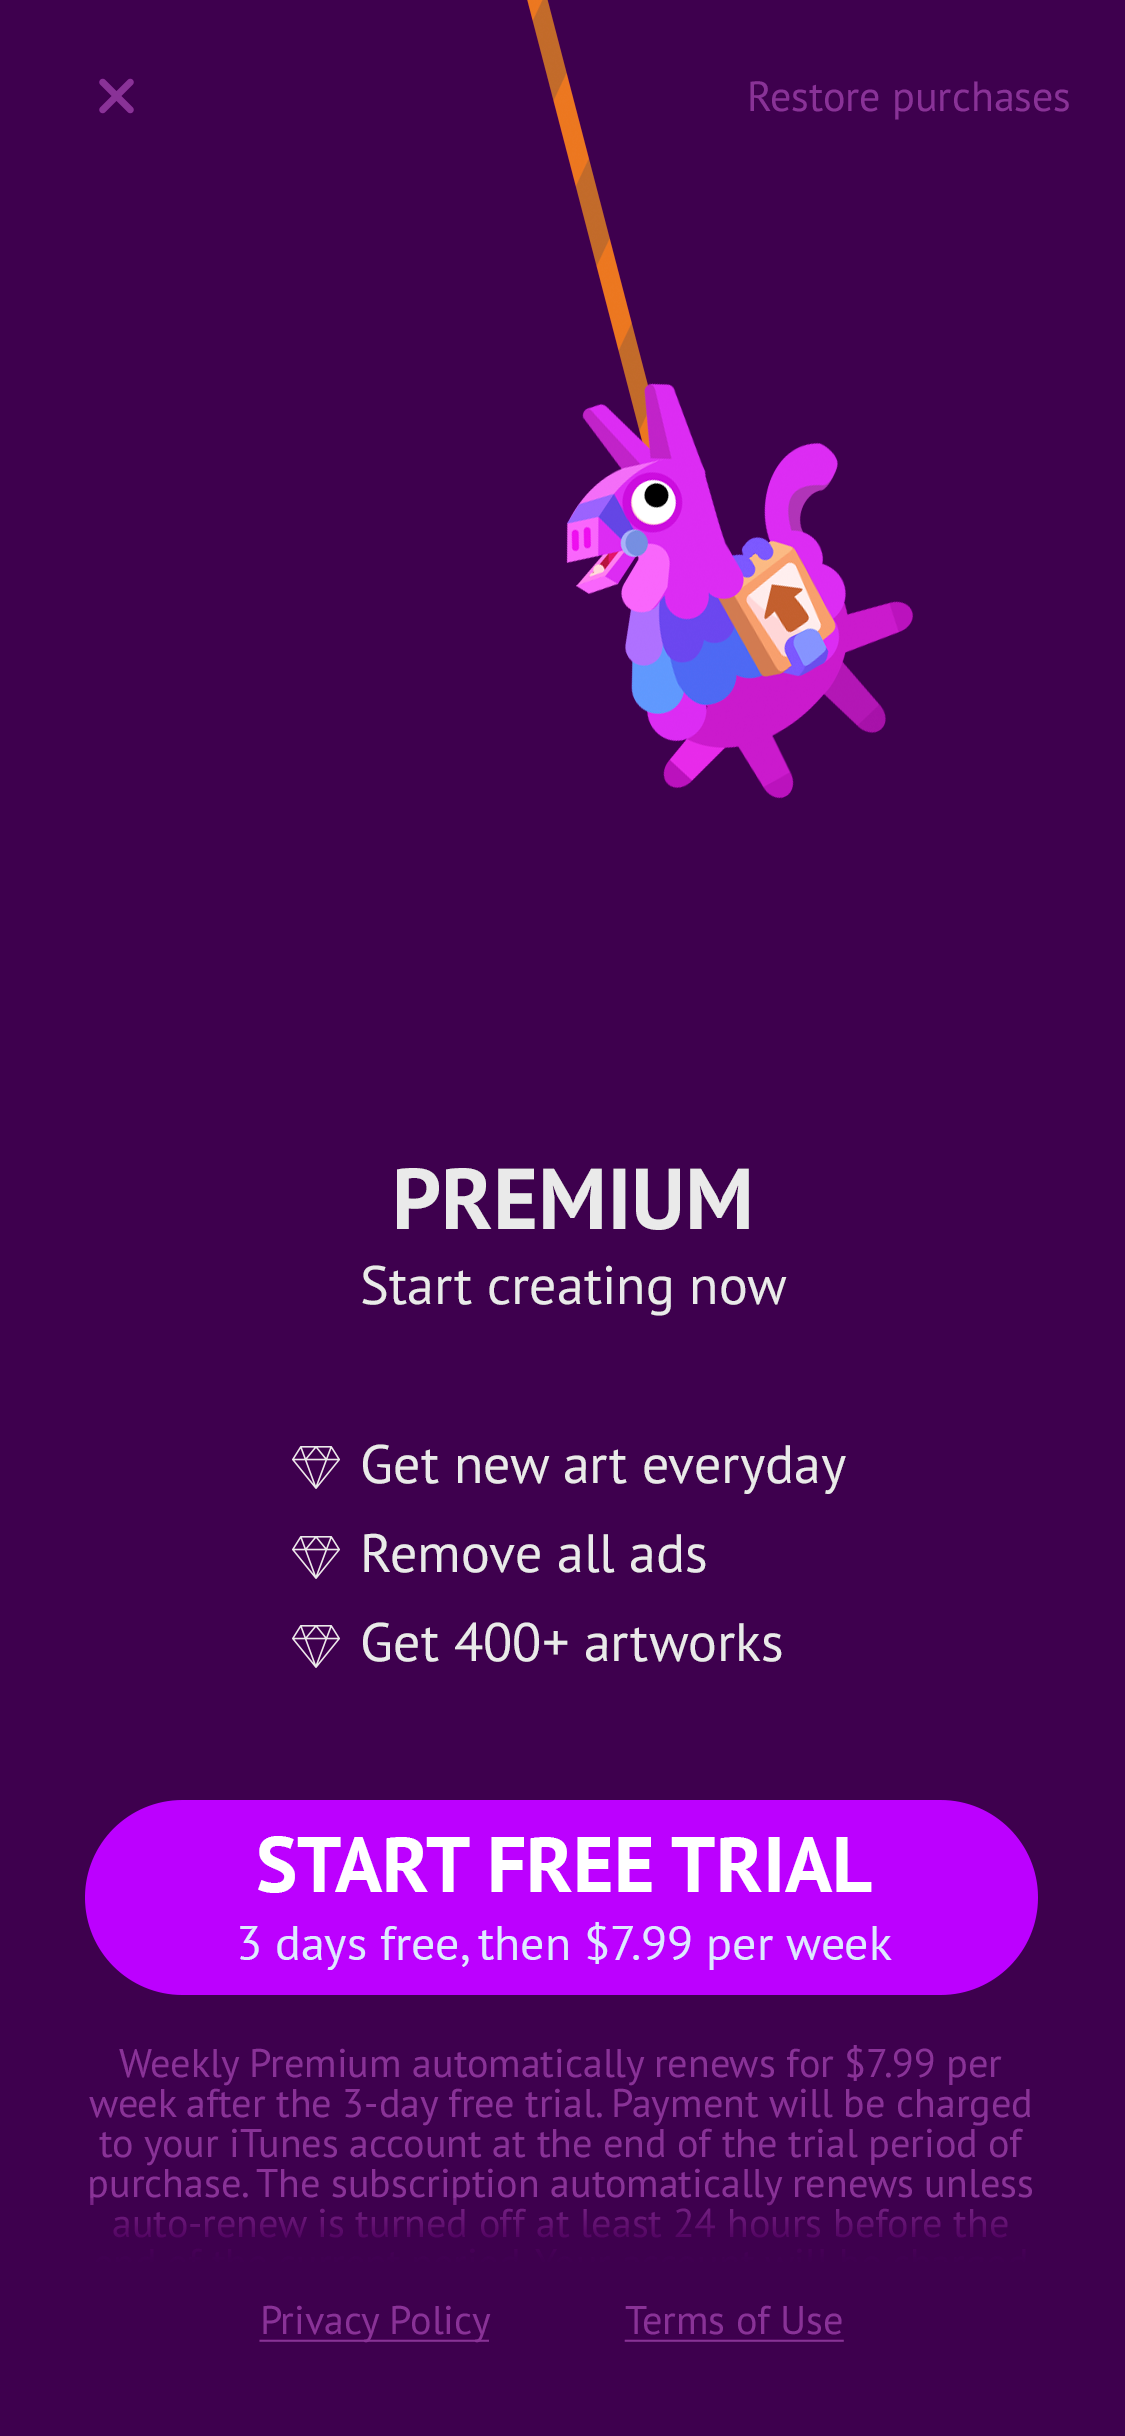 Restore purchases
PREMIUM
Start creating now
Get new art everyday
Remove all ads
Get 400+ artworks
START FREE TRIAL
3 days free, then $7.99 per week
Weekly Premium automatically renews for $7.99 per
week after the 3-day free trial. Payment will be charged
to your iTunes account at the end of the trial period of
purchase. The subscription automatically renews unless
auto-renew is turned off at least 24 hours before the
Privacy Policy
Terms of Use